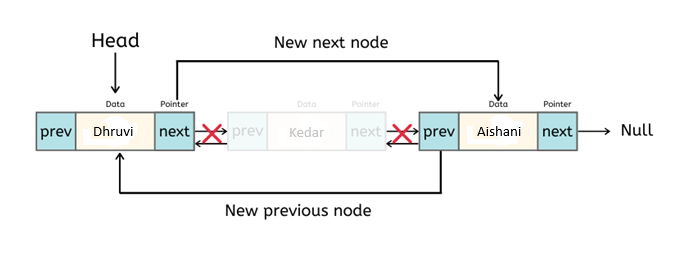 Head
New next node
Data Pointer Data Pointer Data Pointer
prev Dhruvi next prev Kedar next prev Aishani next Null
New previous node